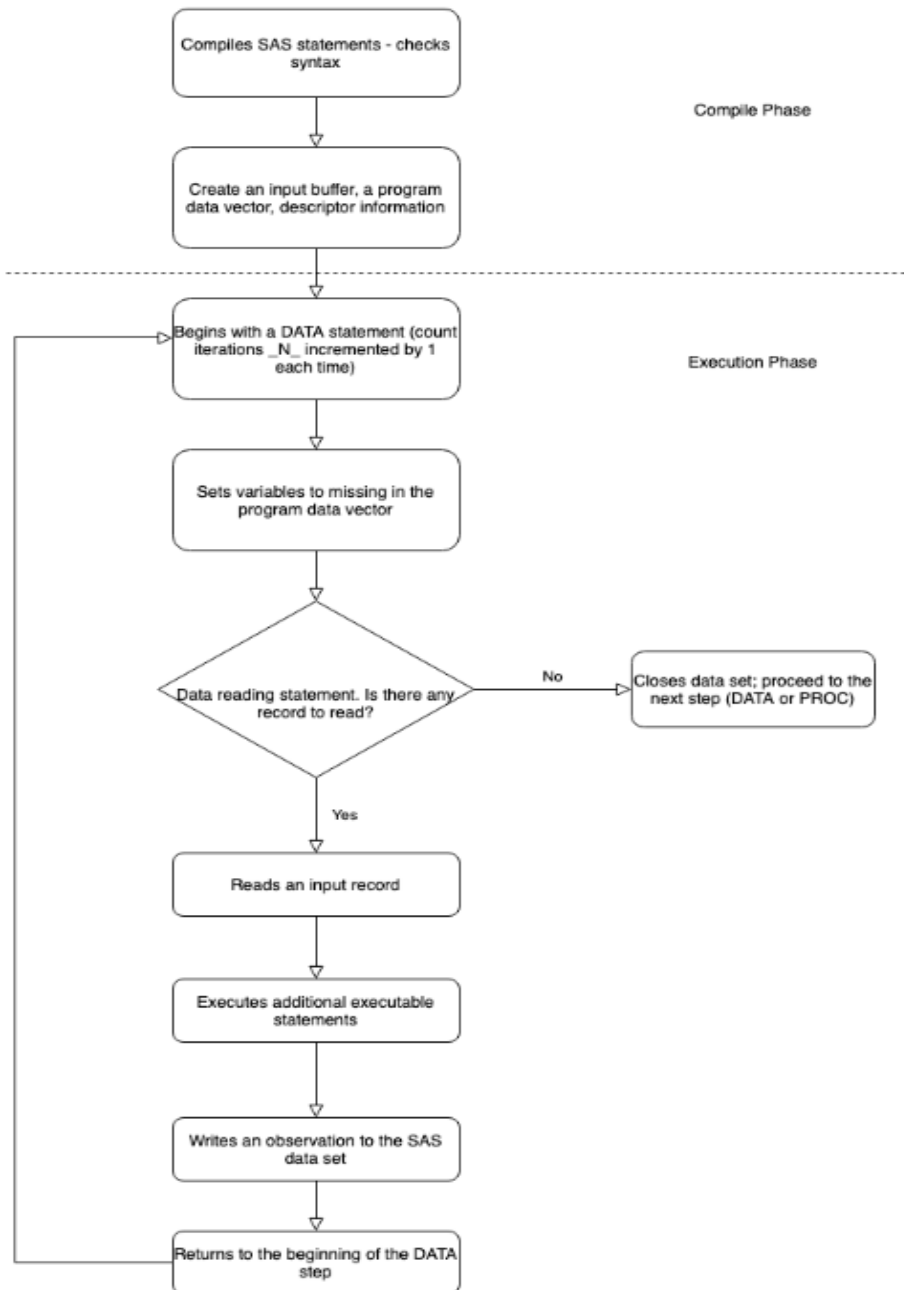 Compiles SAS statements - checks
syntax
Compile Phase
Create an input buffer, a program
data vector, descriptor information
Begins with a DATA statement (count
iterations _N_ incremented by 1
each time)
Execution Phase
Sets variables to missing in the
program data vector
Data reading statement. Is there any
record to read?
No
Closes data set; proceed to the
next step (DATA or PROC)
Yes
Reads an input record
Executes additional executable
statements
Writes an observation to the SAS
data set
Returns to the beginning of the DATA
step